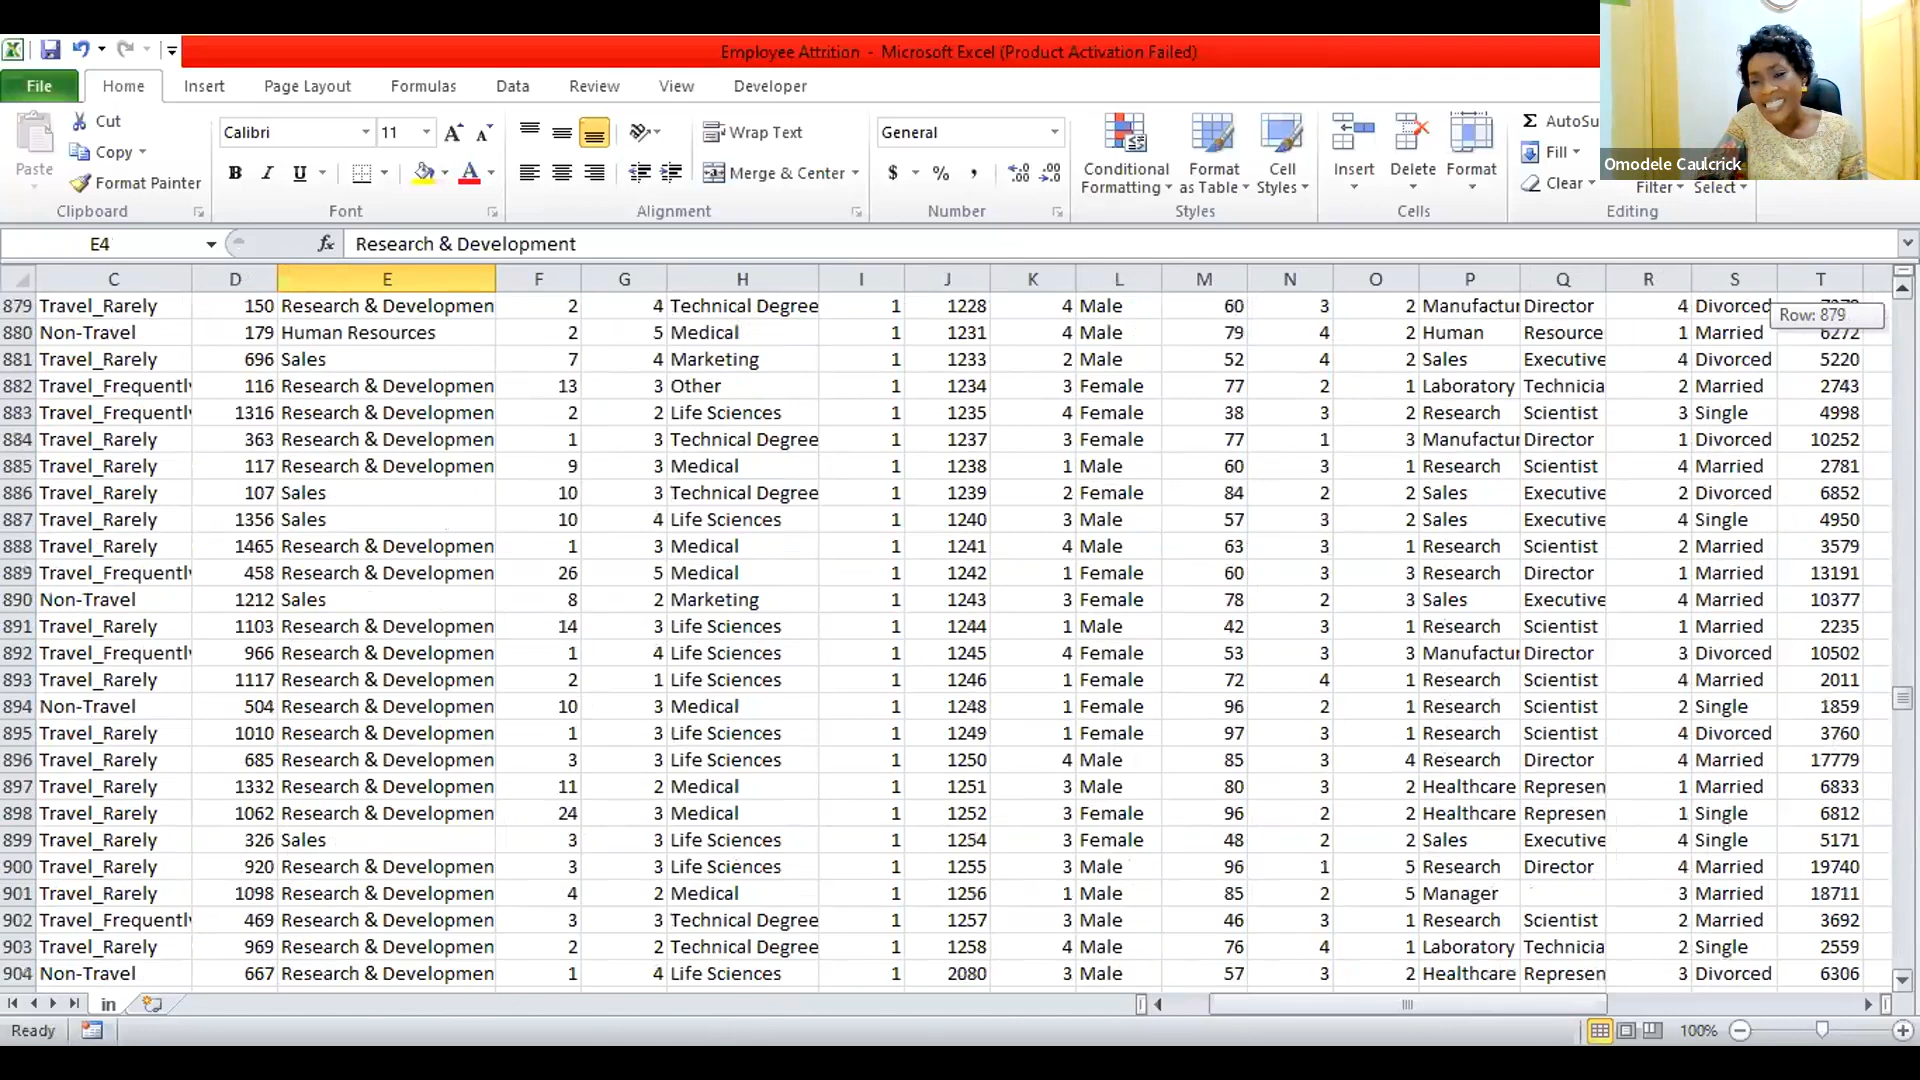 Employee Attrition - Microsoft Excel (Product Activation Failed)
File Home Insert Page Layout Formulas Data Review View Developer
Cut
Copy
Format Painter
Paste
Clipboard
Calibri 11
B I U A
Font
Wrap Text
Merge & Center
Alignment
General
$ % ,
Number
Conditional Formatting
Format as Table
Cell Styles
Styles
Insert Delete Format
Cells
Σ AutoSu
Fill
Clear
Filter Select
Editing
Omodele Caulcrick
E4 fx Research & Development
C D E F G H I J K L M N O P Q R S T
879 Travel_Rarely 150 Research & Developmen 2 4 Technical Degree 1 1228 4 Male 60 3 2 Manufactur Director 4 Divorced
Row: 879
880 Non-Travel 179 Human Resources 2 5 Medical 1 1231 4 Male 79 4 2 Human Resource 1 Married 6272
881 Travel_Rarely 696 Sales 7 4 Marketing 1 1233 2 Male 52 4 2 Sales Executive 4 Divorced 5220
882 Travel_Frequently 116 Research & Developmen 13 3 Other 1 1234 3 Female 77 2 1 Laboratory Technicia 2 Married 2743
883 Travel_Frequently 1316 Research & Developmen 2 2 Life Sciences 1 1235 4 Female 38 3 2 Research Scientist 3 Single 4998
884 Travel_Rarely 363 Research & Developmen 1 3 Technical Degree 1 1237 3 Female 77 1 3 Manufactur Director 1 Divorced 10252
885 Travel_Rarely 117 Research & Developmen 9 3 Medical 1 1238 1 Male 60 3 1 Research Scientist 4 Married 2781
886 Travel_Rarely 107 Sales 10 3 Technical Degree 1 1239 2 Female 84 2 2 Sales Executive 2 Divorced 6852
887 Travel_Rarely 1356 Sales 10 4 Life Sciences 1 1240 3 Male 57 3 2 Sales Executive 4 Single 4950
888 Travel_Rarely 1465 Research & Developmen 1 3 Medical 1 1241 4 Male 63 3 1 Research Scientist 2 Married 3579
889 Travel_Frequently 458 Research & Developmen 26 5 Medical 1 1242 1 Female 60 3 3 Research Director 1 Married 13191
890 Non-Travel 1212 Sales 8 2 Marketing 1 1243 3 Female 78 2 3 Sales Executive 4 Married 10377
891 Travel_Rarely 1103 Research & Developmen 14 3 Life Sciences 1 1244 1 Male 42 3 1 Research Scientist 1 Married 2235
892 Travel_Frequently 966 Research & Developmen 1 4 Life Sciences 1 1245 4 Female 53 3 3 Manufactur Director 3 Divorced 10502
893 Travel_Rarely 1117 Research & Developmen 2 1 Life Sciences 1 1246 1 Female 72 4 1 Research Scientist 4 Married 2011
894 Non-Travel 504 Research & Developmen 10 3 Medical 1 1248 1 Female 96 2 1 Research Scientist 2 Single 1859
895 Travel_Rarely 1010 Research & Developmen 1 3 Life Sciences 1 1249 1 Female 97 3 1 Research Scientist 4 Divorced 3760
896 Travel_Rarely 685 Research & Developmen 3 3 Life Sciences 1 1250 4 Male 85 3 4 Research Director 4 Married 17779
897 Travel_Rarely 1332 Research & Developmen 11 2 Medical 1 1251 3 Male 80 3 2 Healthcare Represen 1 Married 6833
898 Travel_Rarely 1062 Research & Developmen 24 3 Medical 1 1252 3 Female 96 2 2 Healthcare Represen 1 Single 6812
899 Travel_Rarely 326 Sales 3 3 Life Sciences 1 1254 3 Female 48 2 2 Sales Executive 4 Single 5171
900 Travel_Rarely 920 Research & Developmen 3 3 Life Sciences 1 1255 3 Male 96 1 5 Research Director 4 Married 19740
901 Travel_Rarely 1098 Research & Developmen 4 2 Medical 1 1256 1 Male 85 2 5 Manager 3 Married 18711
902 Travel_Frequently 469 Research & Developmen 3 3 Technical Degree 1 1257 3 Male 46 3 1 Research Scientist 2 Married 3692
903 Travel_Rarely 969 Research & Developmen 2 2 Technical Degree 1 1258 4 Male 76 4 1 Laboratory Technicia 2 Single 2559
904 Non-Travel 667 Research & Developmen 1 4 Life Sciences 1 2080 3 Male 57 3 2 Healthcare Represen 3 Divorced 6306
in
Ready 100%